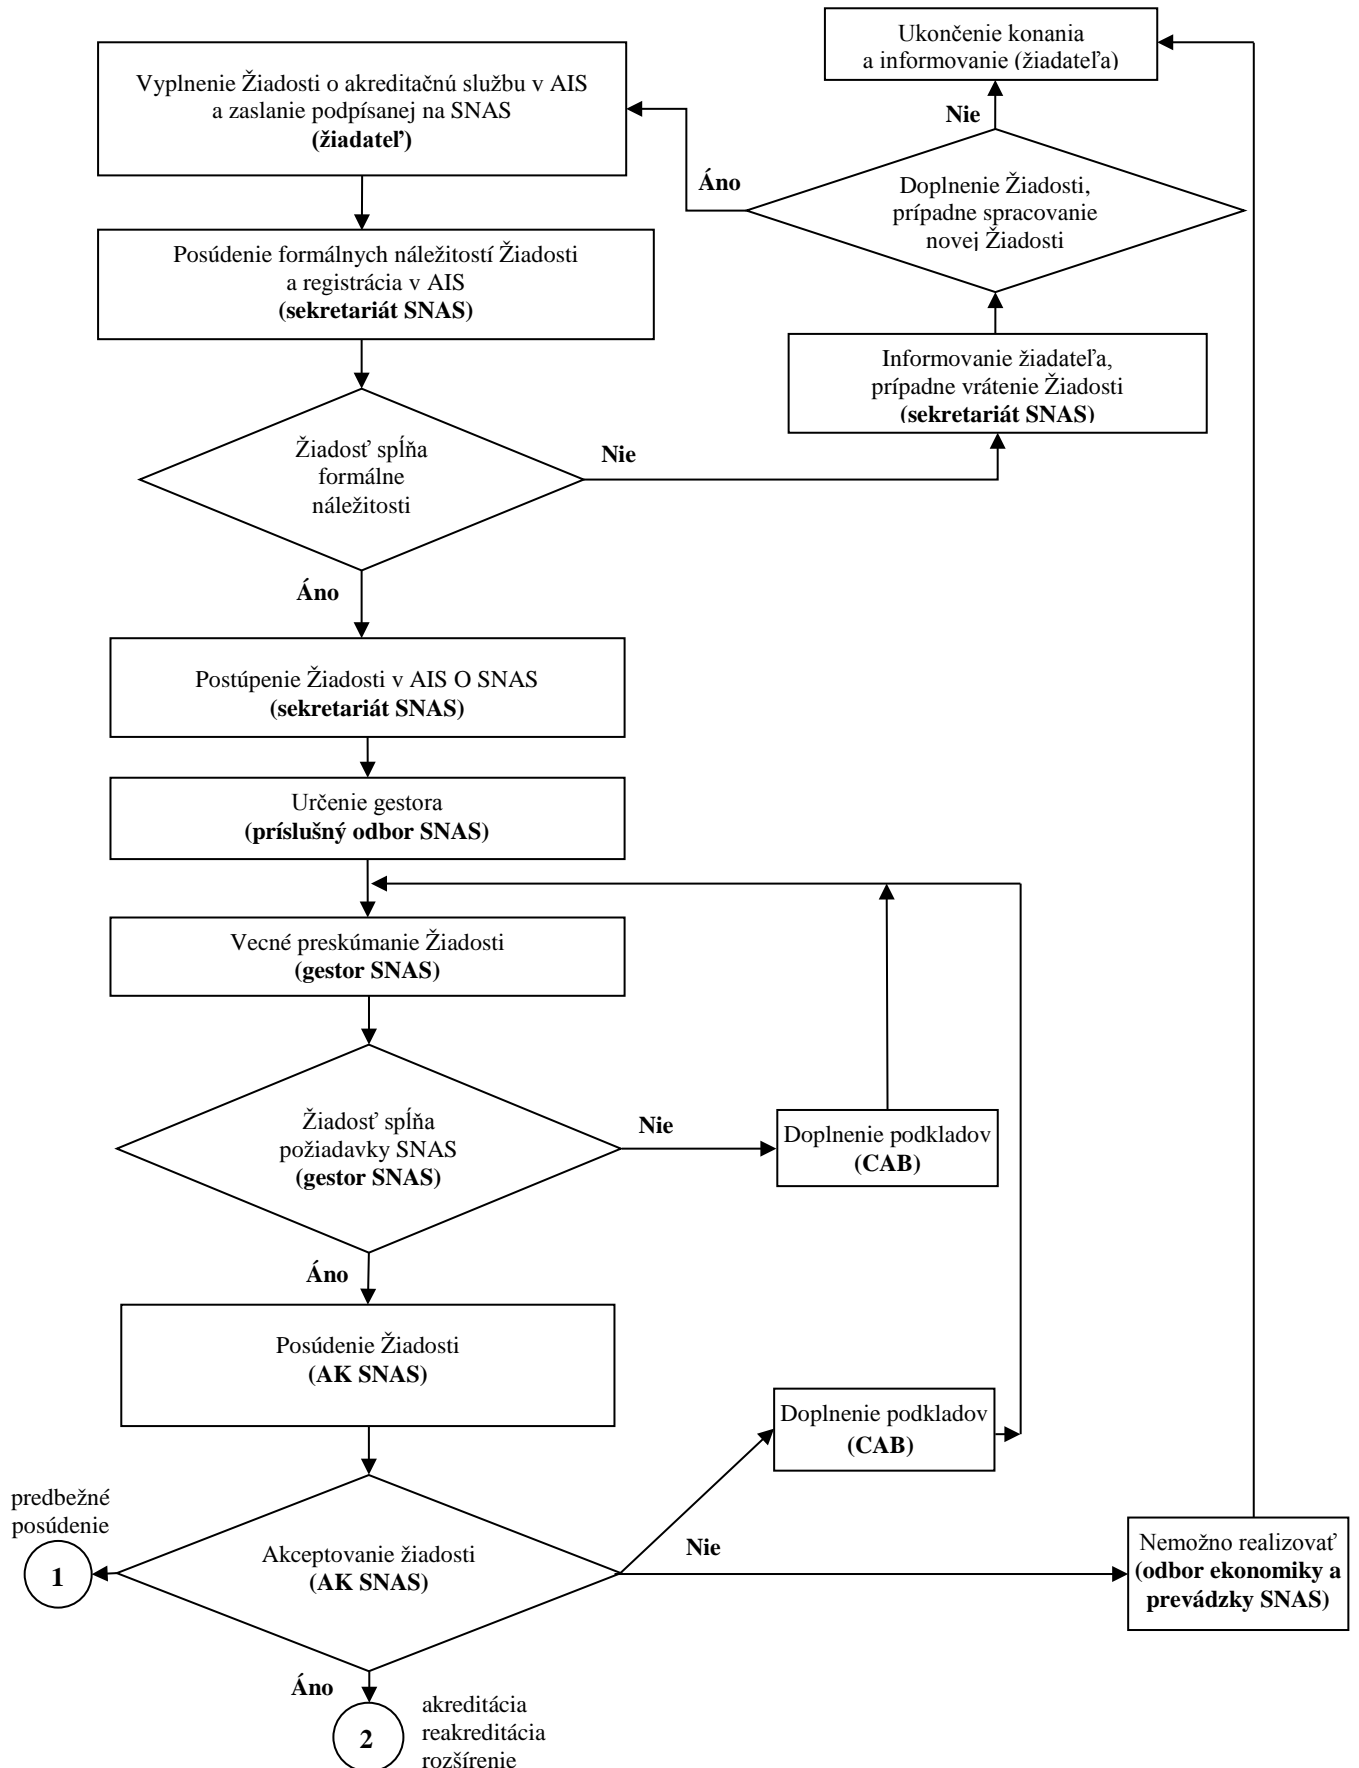 Ukončenie konania
a informovanie (žiadateľa)
Vyplnenie Žiadosti o akreditačnú službu v AIS
a zaslanie podpísanej na SNAS
(žiadateľ)
Nie
Áno
Doplnenie Žiadosti,
prípadne spracovanie
novej Žiadosti
Posúdenie formálnych náležitostí Žiadosti
a registrácia v AIS
(sekretariát SNAS)
Informovanie žiadateľa,
prípadne vrátenie Žiadosti
(sekretariát SNAS)
Žiadosť spĺňa
formálne
náležitosti
Nie
Áno
Postúpenie Žiadosti v AIS O SNAS
(sekretariát SNAS)
Určenie gestora
(príslušný odbor SNAS)
Vecné preskúmanie Žiadosti
(gestor SNAS)
Žiadosť spĺňa
požiadavky SNAS
(gestor SNAS)
Nie
Doplnenie podkladov
(CAB)
Áno
Posúdenie Žiadosti
(AK SNAS)
Doplnenie podkladov
(CAB)
predbežné
posúdenie
1
Akceptovanie žiadosti
(AK SNAS)
Nie
Nemožno realizovať
(odbor ekonomiky a
prevádzky SNAS)
Áno
2
akreditácia
reakreditácia
rozšírenie